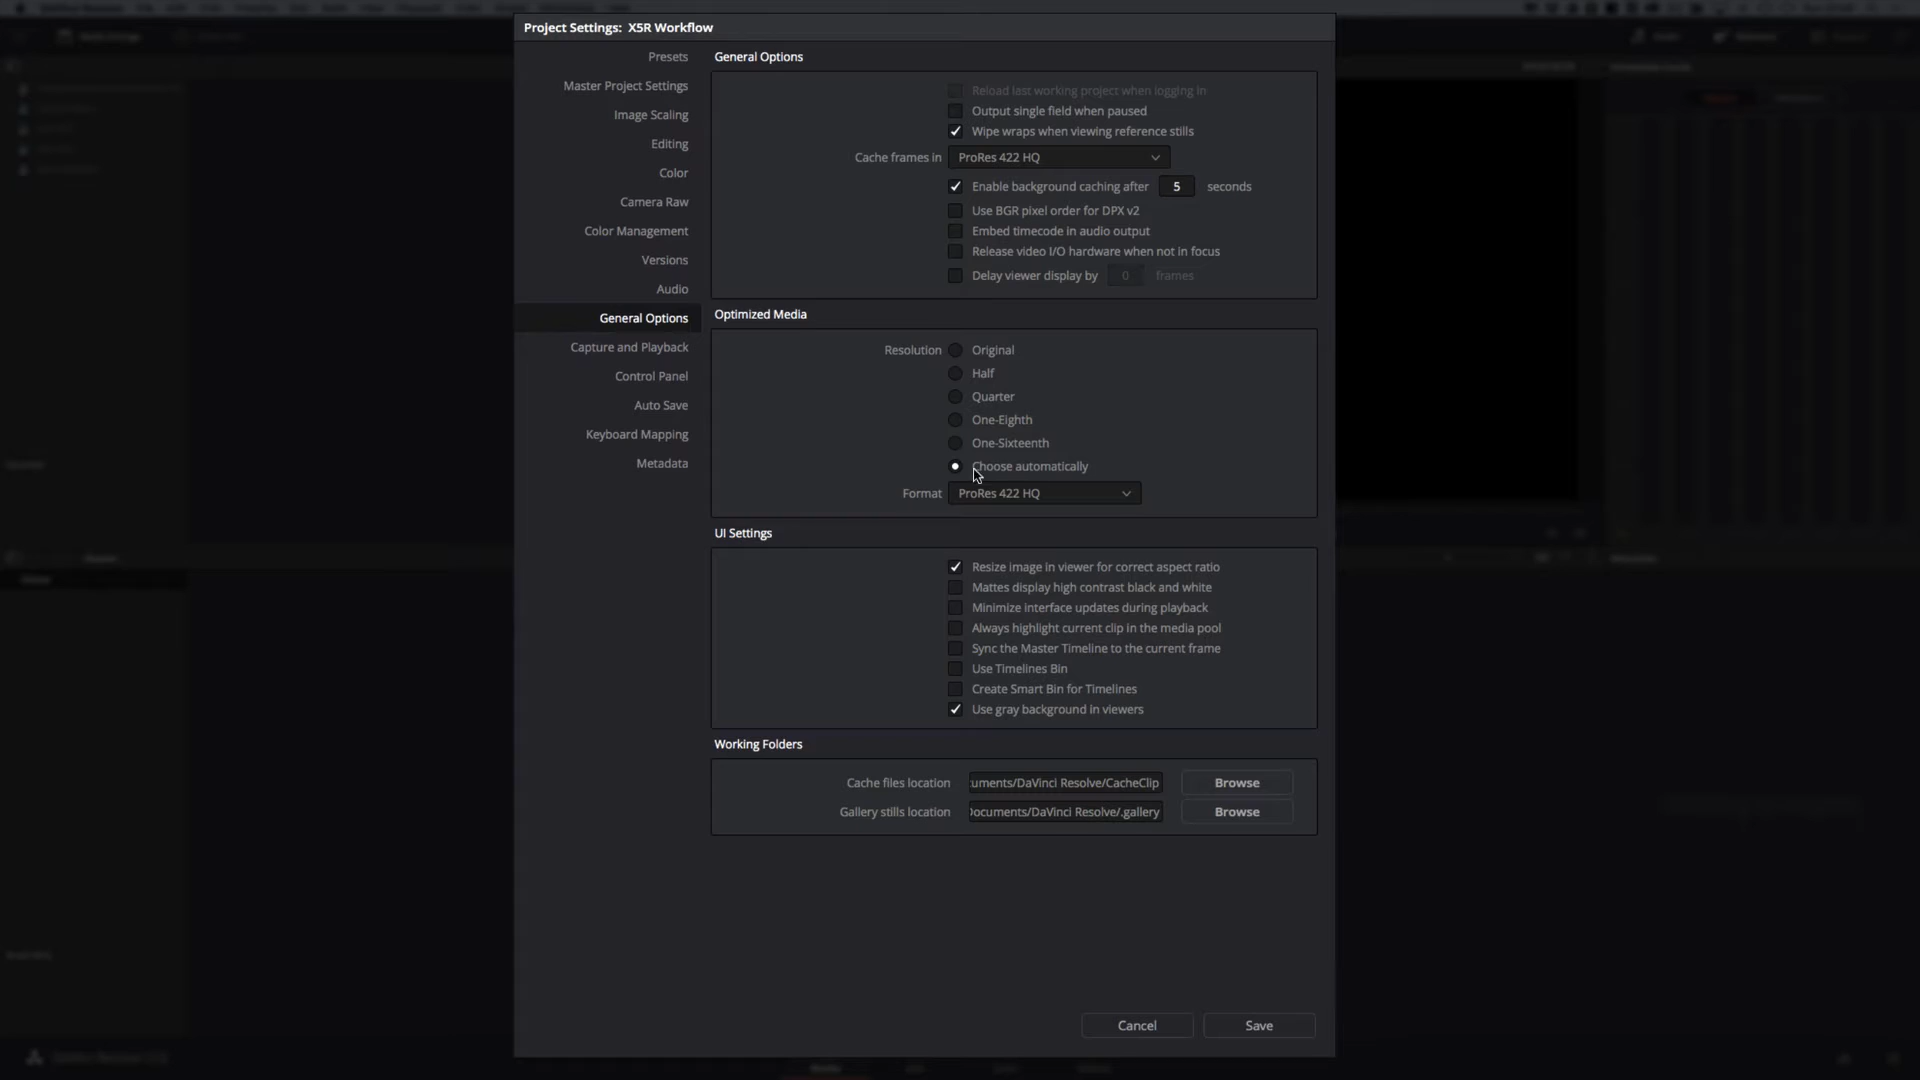 Project Settings: X5R Workflow
Presets
Master Project Settings
Image Scaling
Editing
Color
Camera Raw
Color Management
Versions
Audio
General Options
Capture and Playback
Control Panel
Auto Save
Keyboard Mapping
Metadata
General Options
Reload last working project when logging in
Output single field when paused
Wipe wraps when viewing reference stills
Cache frames in ProRes 422 HQ
Enable background caching after 5 seconds
Use BGR pixel order for DPX v2
Embed timecode in audio output
Release video I/O hardware when not in focus
Delay viewer display by 0 frames
Optimized Media
Resolution Original
Half
Quarter
One-Eighth
One-Sixteenth
Choose automatically
Format ProRes 422 HQ
UI Settings
Resize image in viewer for correct aspect ratio
Mattes display high contrast black and white
Minimize interface updates during playback
Always highlight current clip in the media pool
Sync the Master Timeline to the current frame
Use Timelines Bin
Create Smart Bin for Timelines
Use gray background in viewers
Working Folders
Cache files location uments/DaVinci Resolve/CacheClip Browse
Gallery stills location Documents/DaVinci Resolve/.gallery Browse
Cancel Save